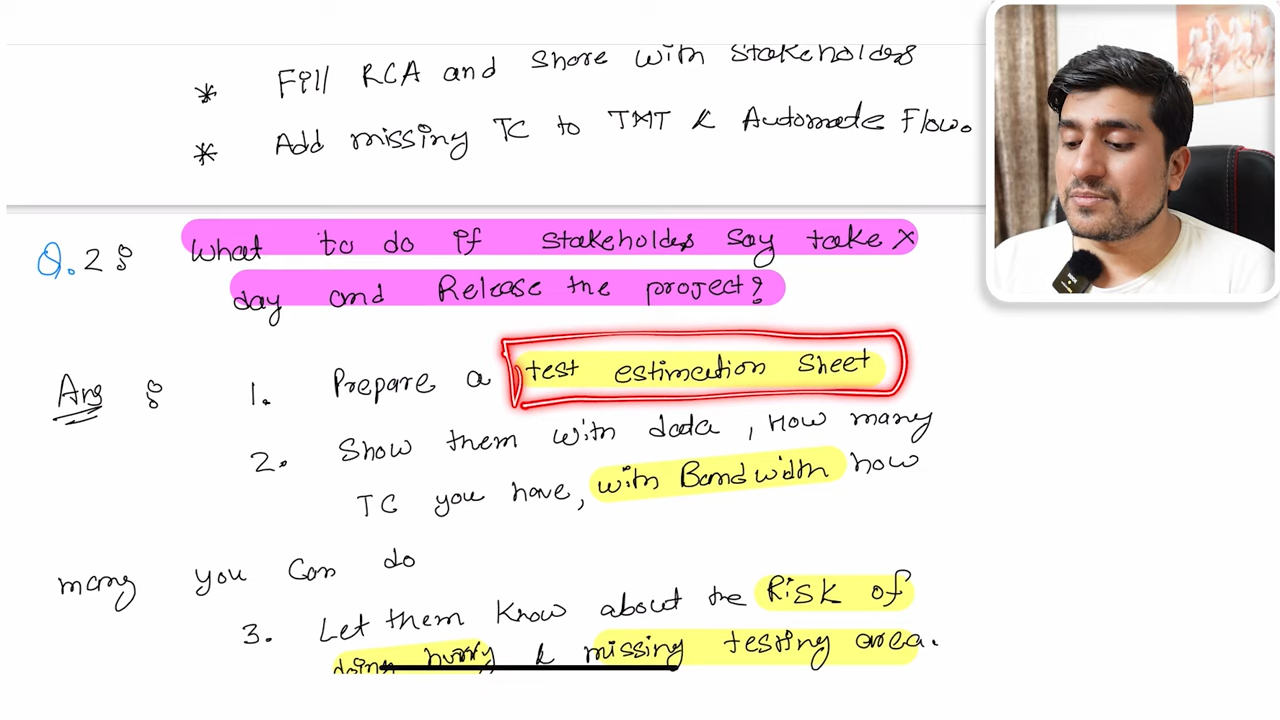 * Fill RCA and share with stakeholders
* Add missing TC to TMT & Automate Flow.
Q.2: What to do if stakeholders say take X
day and Release the project?
Ans : 1. Prepare a test estimation sheet
2. Show them with data, How many
TC you have, with Bandwidth how
many you can do
3. Let them know about the Risk of
doing hurry & missing testing area.